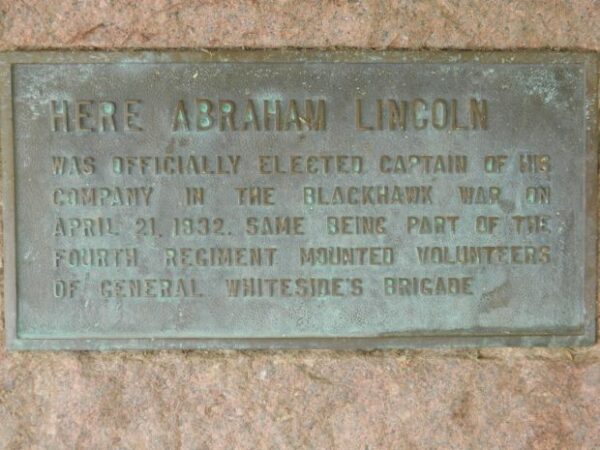 HERE ABRAHAM LINCOLN
WAS OFFICIALLY ELECTED CAPTAIN OF HIS
COMPANY IN THE BLACKHAWK WAR ON
APRIL 21, 1832. SAME BEING PART OF THE
FOURTH REGIMENT MOUNTED VOLUNTEERS
OF GENERAL WHITESIDE'S BRIGADE